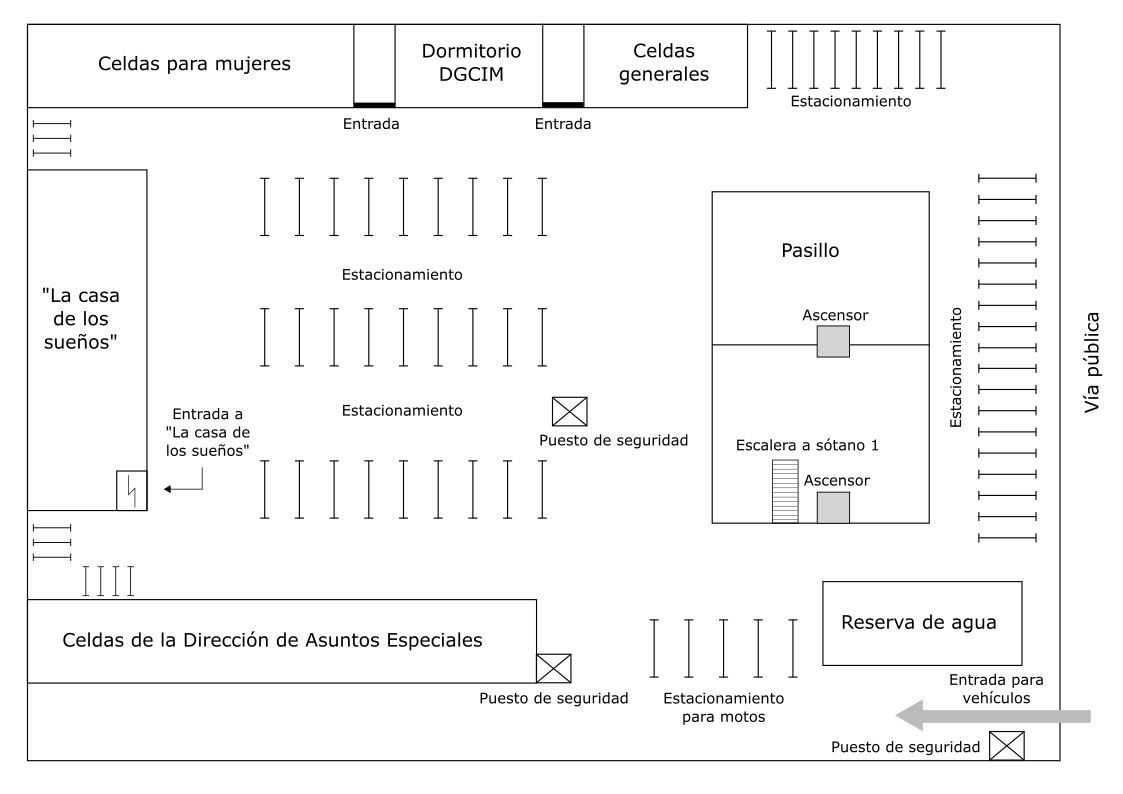 Celdas para mujeres
Dormitorio
DGCIM
Celdas
generales
Estacionamiento
Entrada
Entrada
Pasillo
Estacionamiento
"La casa
de los
sueños"
Ascensor
Estacionamiento
Vía pública
Entrada a
"La casa de
los sueños"
Estacionamiento
Puesto de seguridad
Escalera a sótano 1
Ascensor
Celdas de la Dirección de Asuntos Especiales
Reserva de agua
Puesto de seguridad
Estacionamiento
para motos
Entrada para
vehículos
Puesto de seguridad